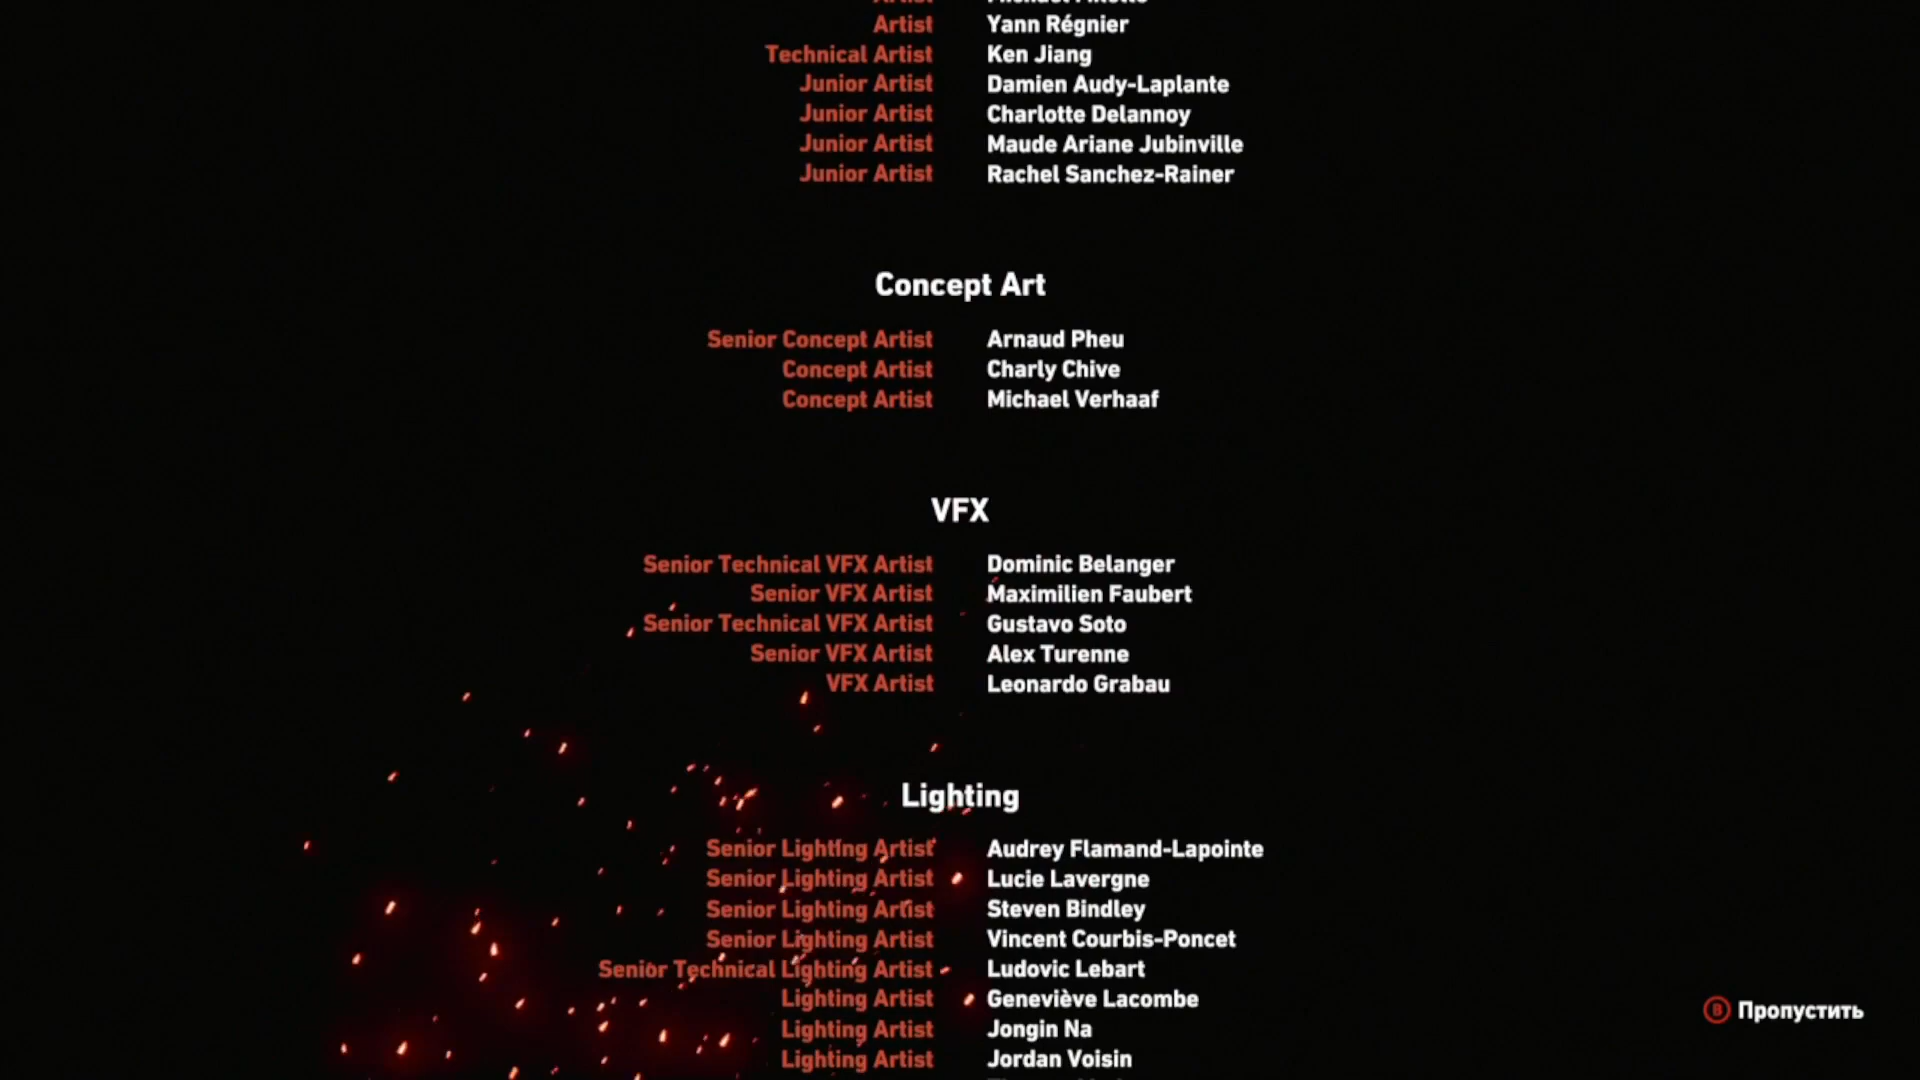 Artist Yann Régnier
Technical Artist Ken Jiang
Junior Artist Damien Audy-Laplante
Junior Artist Charlotte Delannoy
Junior Artist Maude Ariane Jubinville
Junior Artist Rachel Sanchez-Rainer
Concept Art
Senior Concept Artist Arnaud Pheu
Concept Artist Charly Chive
Concept Artist Michael Verhaaf
VFX
Senior Technical VFX Artist Dominic Belanger
Senior VFX Artist Maximilien Faubert
Senior Technical VFX Artist Gustavo Soto
Senior VFX Artist Alex Turenne
VFX Artist Leonardo Grabau
Lighting
Senior Lighting Artist Audrey Flamand-Lapointe
Senior Lighting Artist Lucie Lavergne
Senior Lighting Artist Steven Bindley
Senior Lighting Artist Vincent Courbis-Poncet
Senior Technical Lighting Artist Ludovic Lebart
Lighting Artist Geneviève Lacombe
B Пропустить
Lighting Artist Jongin Na
Lighting Artist Jordan Voisin